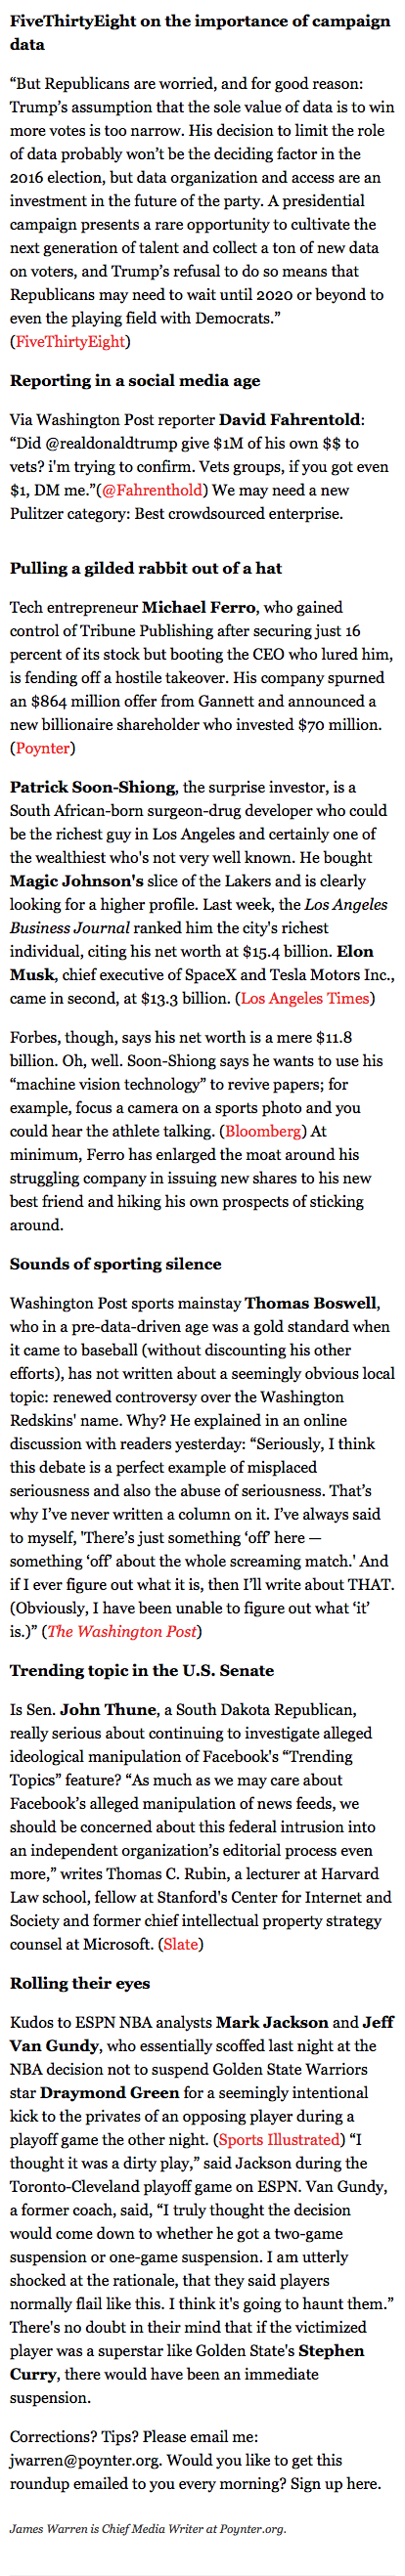 FiveThirtyEight on the importance of campaign
data
“But Republicans are worried, and for good reason:
Trump’s assumption that the sole value of data is to win
more votes is too narrow. His decision to limit the role
of data probably won’t be the deciding factor in the
2016 election, but data organization and access are an
investment in the future of the party. A presidential
campaign presents a rare opportunity to cultivate the
next generation of talent and collect a ton of new data
on voters, and Trump’s refusal to do so means that
Republicans may need to wait until 2020 or beyond to
even the playing field with Democrats.”
(FiveThirtyEight)
Reporting in a social media age
Via Washington Post reporter David Fahrentold:
“Did @realdonaldtrump give $1M of his own $$ to
vets? i'm trying to confirm. Vets groups, if you got even
$1, DM me.”(@Fahrenthold) We may need a new
Pulitzer category: Best crowdsourced enterprise.
Pulling a gilded rabbit out of a hat
Tech entrepreneur Michael Ferro, who gained
control of Tribune Publishing after securing just 16
percent of its stock but booting the CEO who lured him,
is fending off a hostile takeover. His company spurned
an $864 million offer from Gannett and announced a
new billionaire shareholder who invested $70 million.
(Poynter)
Patrick Soon-Shiong, the surprise investor, is a
South African-born surgeon-drug developer who could
be the richest guy in Los Angeles and certainly one of
the wealthiest who's not very well known. He bought
Magic Johnson's slice of the Lakers and is clearly
looking for a higher profile. Last week, the Los Angeles
Business Journal ranked him the city's richest
individual, citing his net worth at $15.4 billion. Elon
Musk, chief executive of SpaceX and Tesla Motors Inc.,
came in second, at $13.3 billion. (Los Angeles Times)
Forbes, though, says his net worth is a mere $11.8
billion. Oh, well. Soon-Shiong says he wants to use his
“machine vision technology” to revive papers; for
example, focus a camera on a sports photo and you
could hear the athlete talking. (Bloomberg) At
minimum, Ferro has enlarged the moat around his
struggling company in issuing new shares to his new
best friend and hiking his own prospects of sticking
around.
Sounds of sporting silence
Washington Post sports mainstay Thomas Boswell,
who in a pre-data-driven age was a gold standard when
it came to baseball (without discounting his other
efforts), has not written about a seemingly obvious local
topic: renewed controversy over the Washington
Redskins' name. Why? He explained in an online
discussion with readers yesterday: “Seriously, I think
this debate is a perfect example of misplaced
seriousness and also the abuse of seriousness. That’s
why I’ve never written a column on it. I’ve always said
to myself, 'There’s just something ‘off’ here —
something ‘off’ about the whole screaming match.' And
if I ever figure out what it is, then I’ll write about THAT.
(Obviously, I have been unable to figure out what ‘it’
is.)” (The Washington Post)
Trending topic in the U.S. Senate
Is Sen. John Thune, a South Dakota Republican,
really serious about continuing to investigate alleged
ideological manipulation of Facebook's “Trending
Topics” feature? “As much as we may care about
Facebook’s alleged manipulation of news feeds, we
should be concerned about this federal intrusion into
an independent organization’s editorial process even
more,” writes Thomas C. Rubin, a lecturer at Harvard
Law school, fellow at Stanford's Center for Internet and
Society and former chief intellectual property strategy
counsel at Microsoft. (Slate)
Rolling their eyes
Kudos to ESPN NBA analysts Mark Jackson and Jeff
Van Gundy, who essentially scoffed last night at the
NBA decision not to suspend Golden State Warriors
star Draymond Green for a seemingly intentional
kick to the privates of an opposing player during a
playoff game the other night. (Sports Illustrated) “I
thought it was a dirty play,” said Jackson during the
Toronto-Cleveland playoff game on ESPN. Van Gundy,
a former coach, said, “I truly thought the decision
would come down to whether he got a two-game
suspension or one-game suspension. I am utterly
shocked at the rationale, that they said players
normally flail like this. I think it's going to haunt them.”
There's no doubt in their mind that if the victimized
player was a superstar like Golden State's Stephen
Curry, there would have been an immediate
suspension.
Corrections? Tips? Please email me:
jwarren@poynter.org. Would you like to get this
roundup emailed to you every morning? Sign up here.
James Warren is Chief Media Writer at Poynter.org.